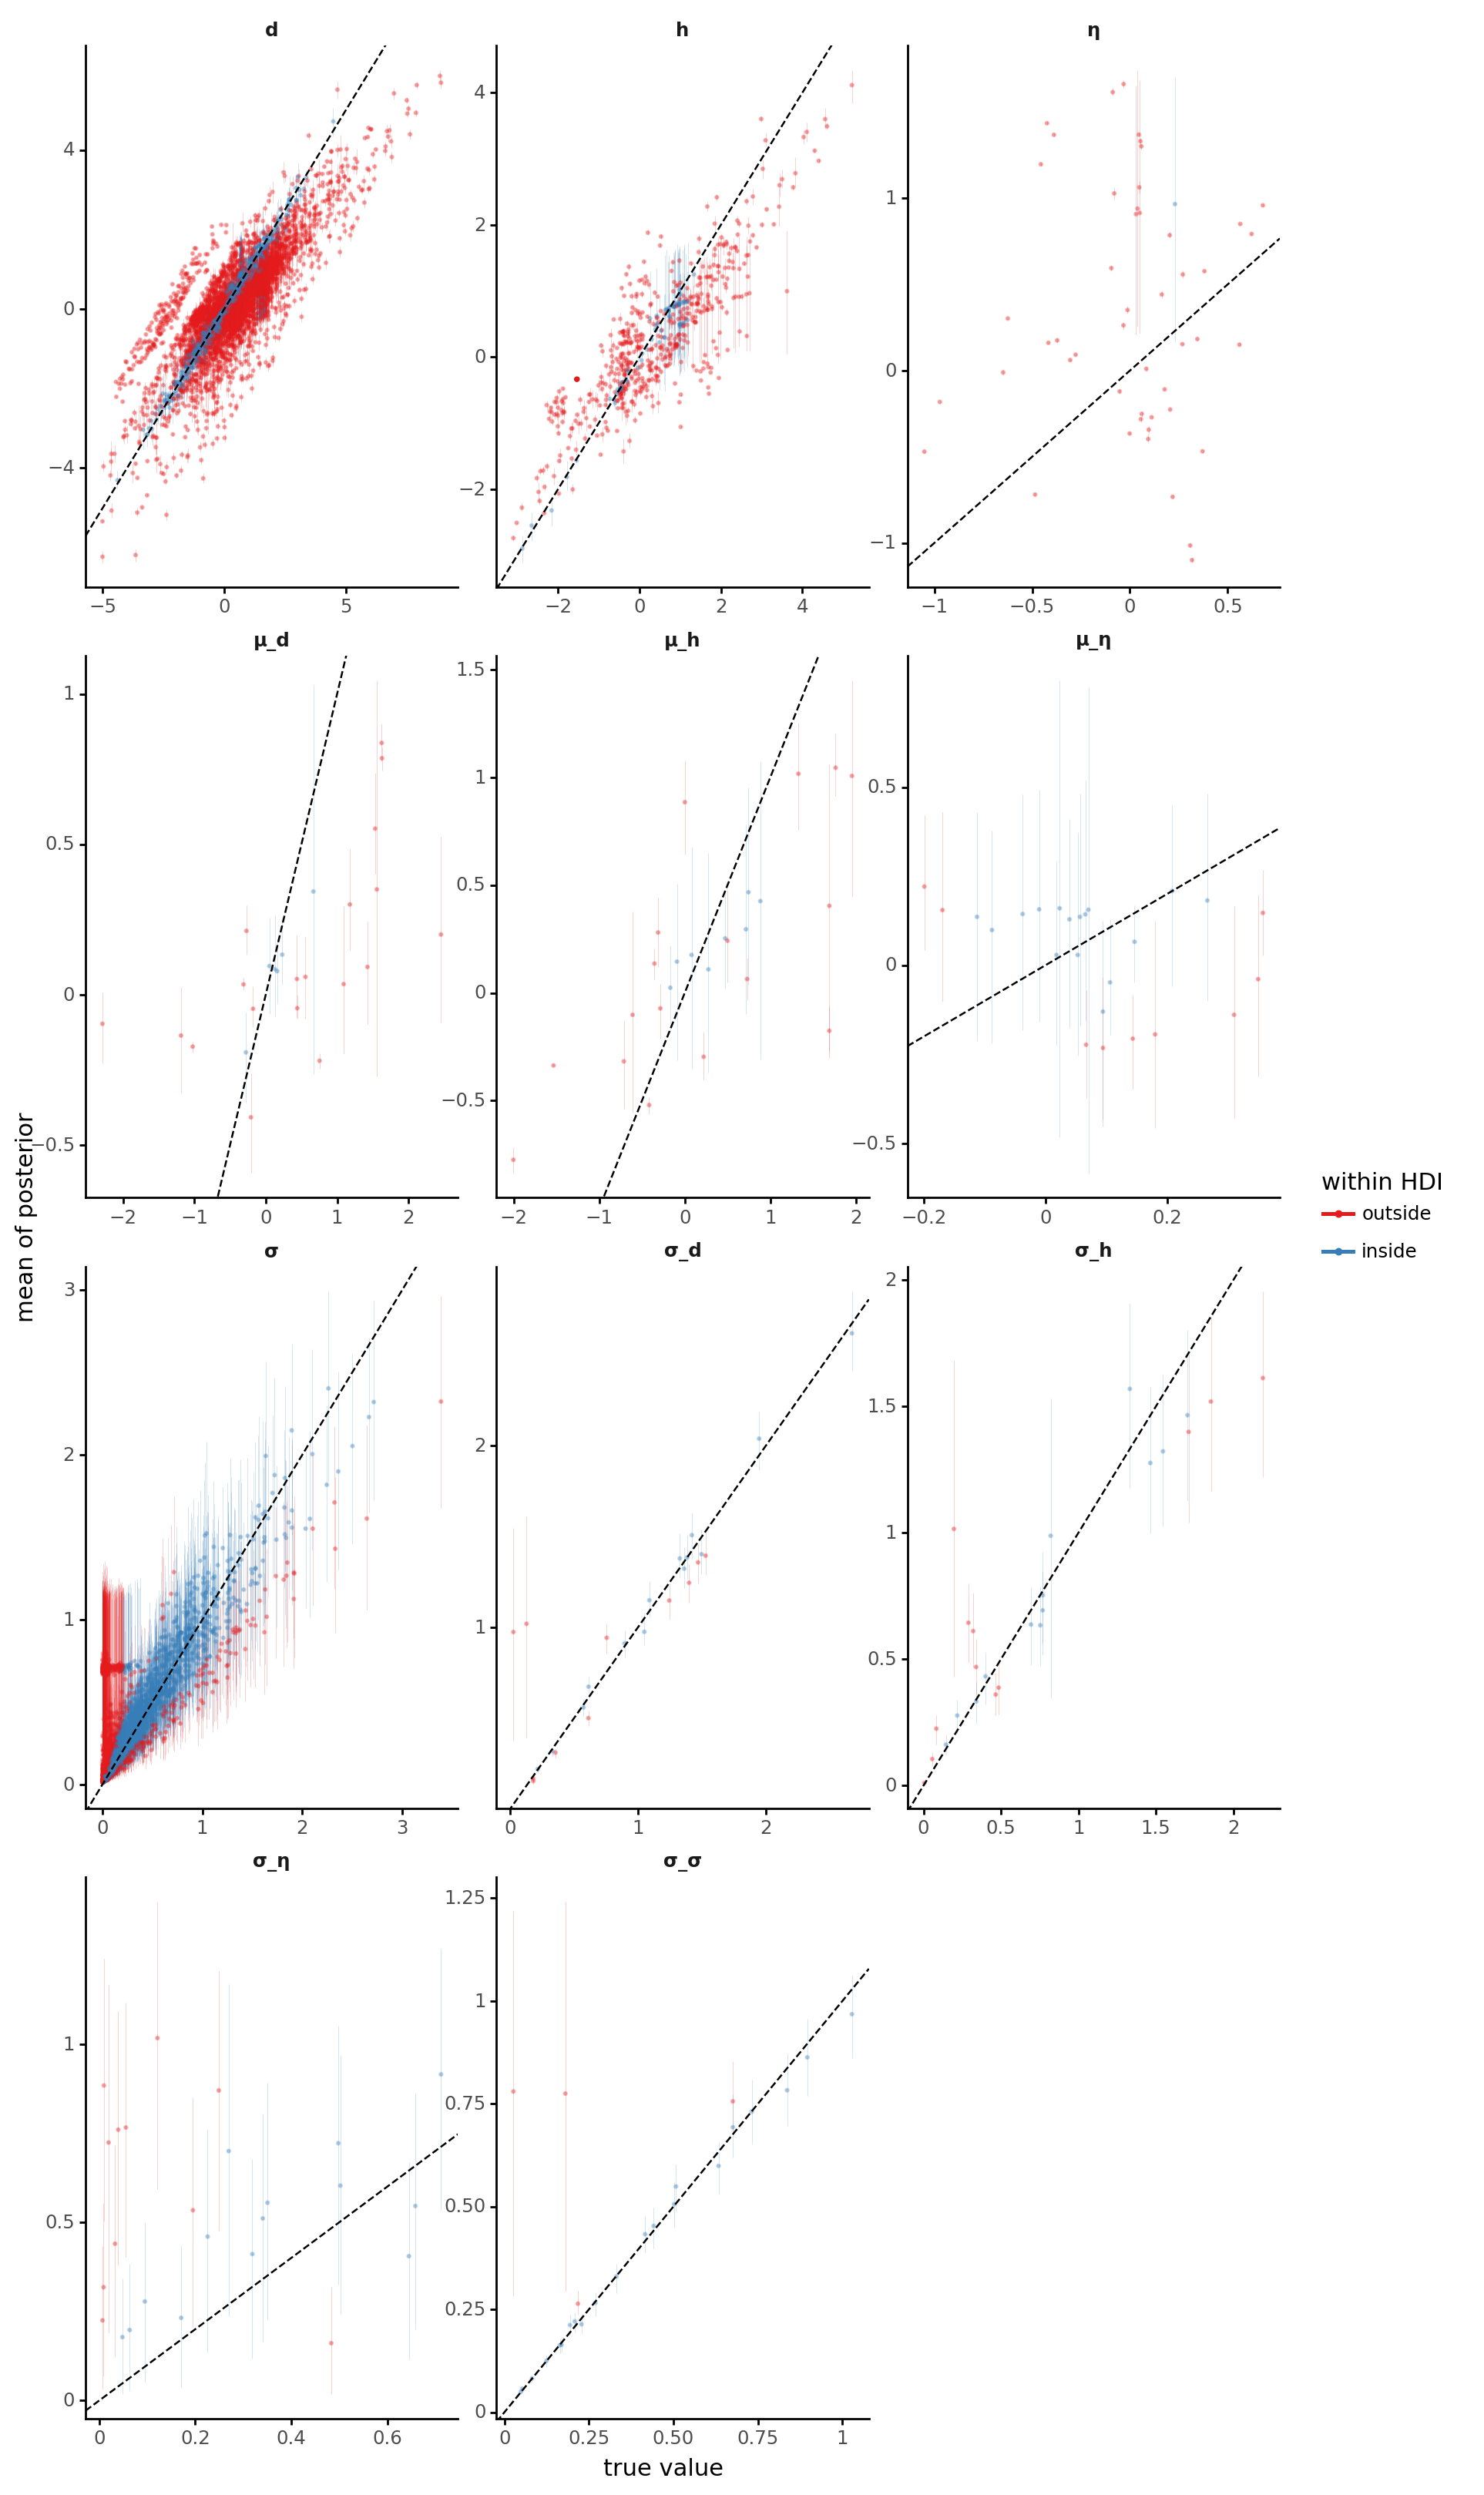 d h η
4
0
−4
−5 0 5
4
2
0
−2
−2 0 2 4
1
0
−1
−1 −0.5 0 0.5
μ_d μ_h μ_η
1
0.5
0
−0.5
−2 −1 0 1 2
1.5
1
0.5
0
−0.5
−2 −1 0 1 2
0.5
0
−0.5
−0.2 0 0.2
mean of posterior
within HDI
outside
inside
σ σ_d σ_h
3
2
1
0
0 1 2 3
2
1
0 1 2
2
1.5
1
0.5
0
0 0.5 1 1.5 2
σ_η σ_σ
1
0.5
0
0 0.2 0.4 0.6
1.25
1
0.75
0.50
0.25
0
0 0.25 0.50 0.75 1
true value